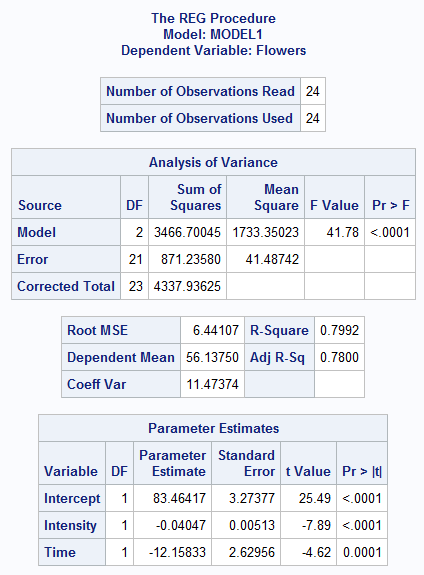 The REG Procedure
Model: MODEL1
Dependent Variable: Flowers
Number of Observations Read 24
Number of Observations Used 24
Analysis of Variance
Source DF Sum of Squares Mean Square F Value Pr > F
Model 2 3466.70045 1733.35023 41.78 <.0001
Error 21 871.23580 41.48742
Corrected Total 23 4337.93625
Root MSE 6.44107 R-Square 0.7992
Dependent Mean 56.13750 Adj R-Sq 0.7800
Coeff Var 11.47374
Parameter Estimates
Variable DF Parameter Estimate Standard Error t Value Pr > |t|
Intercept 1 83.46417 3.27377 25.49 <.0001
Intensity 1 -0.04047 0.00513 -7.89 <.0001
Time 1 -12.15833 2.62956 -4.62 0.0001